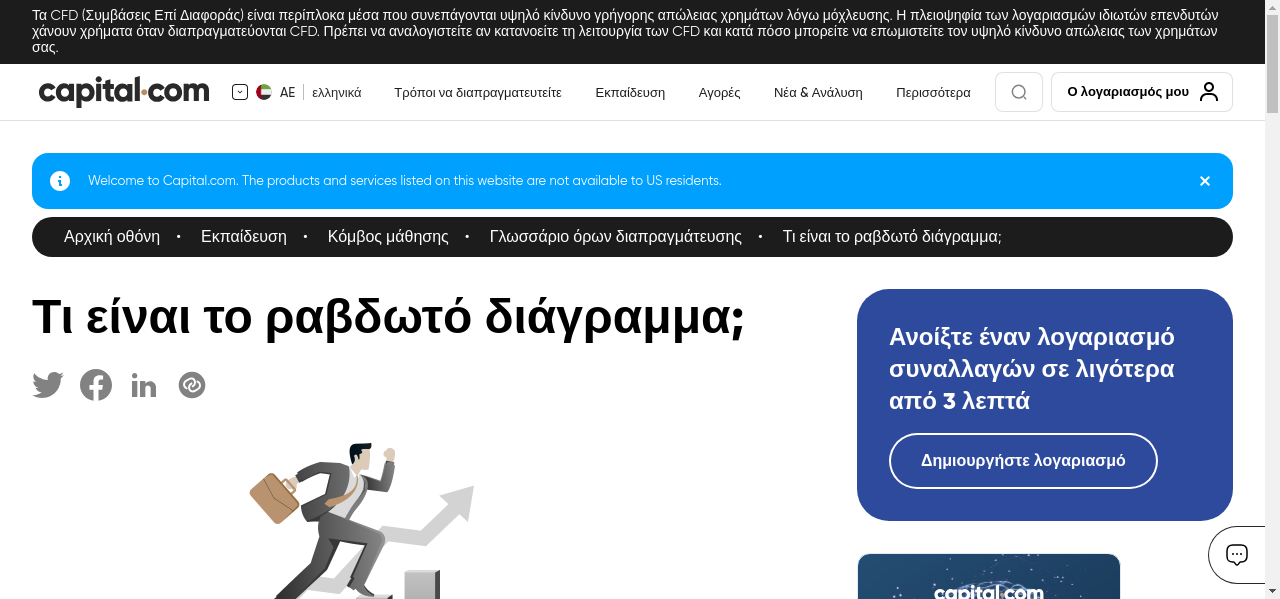 Τα CFD (Συμβάσεις Επί Διαφοράς) είναι περίπλοκα μέσα που συνεπάγονται υψηλό κίνδυνο γρήγορης απώλειας χρημάτων λόγω μόχλευσης. Η πλειοψηφία των λογαριασμών ιδιωτών επενδυτών
χάνουν χρήματα όταν διαπραγματεύονται CFD. Πρέπει να αναλογιστείτε αν κατανοείτε τη λειτουργία των CFD και κατά πόσο μπορείτε να επωμιστείτε τον υψηλό κίνδυνο απώλειας των χρημάτων
σας.
capital.com AE ελληνικά Τρόποι να διαπραγματευτείτε Εκπαίδευση Αγορές Νέα & Ανάλυση Περισσότερα Ο λογαριασμός μου
Welcome to Capital.com. The products and services listed on this website are not available to US residents.
Αρχική οθόνη • Εκπαίδευση • Κόμβος μάθησης • Γλωσσάριο όρων διαπραγμάτευσης • Τι είναι το ραβδωτό διάγραμμα;
Τι είναι το ραβδωτό διάγραμμα;
Ανοίξτε έναν λογαριασμό
συναλλαγών σε λιγότερα
από 3 λεπτά
Δημιουργήστε λογαριασμό
capital.com